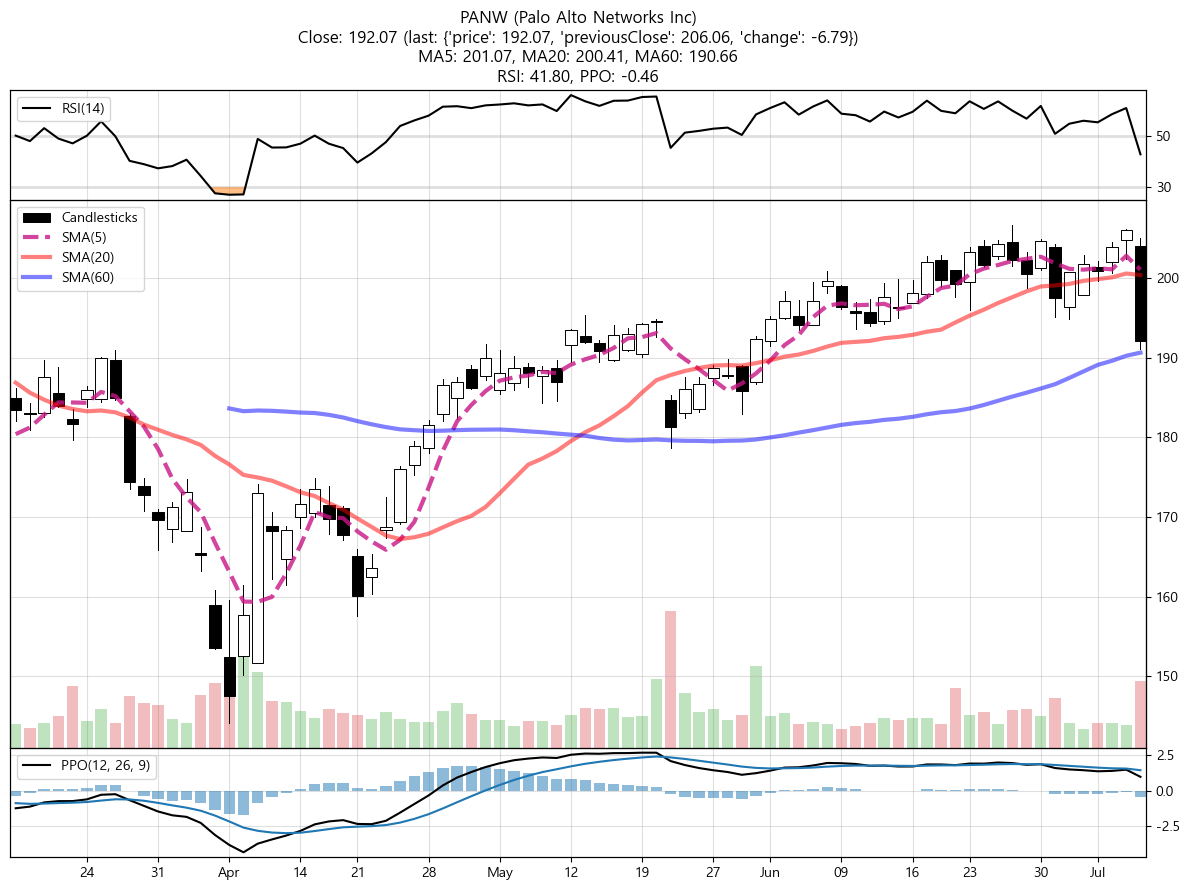 PANW (Palo Alto Networks Inc)
Close: 192.07 (last: {'price': 192.07, 'previousClose': 206.06, 'change': -6.79})
MA5: 201.07, MA20: 200.41, MA60: 190.66
RSI: 41.80, PPO: -0.46
RSI(14)
50
30
Candlesticks
SMA(5)
SMA(20)
SMA(60)
200
190
180
170
160
150
PPO(12, 26, 9)
2.5
0.0
-2.5
24 31 Apr 14 21 28 May 12 19 27 Jun 09 16 23 30 Jul